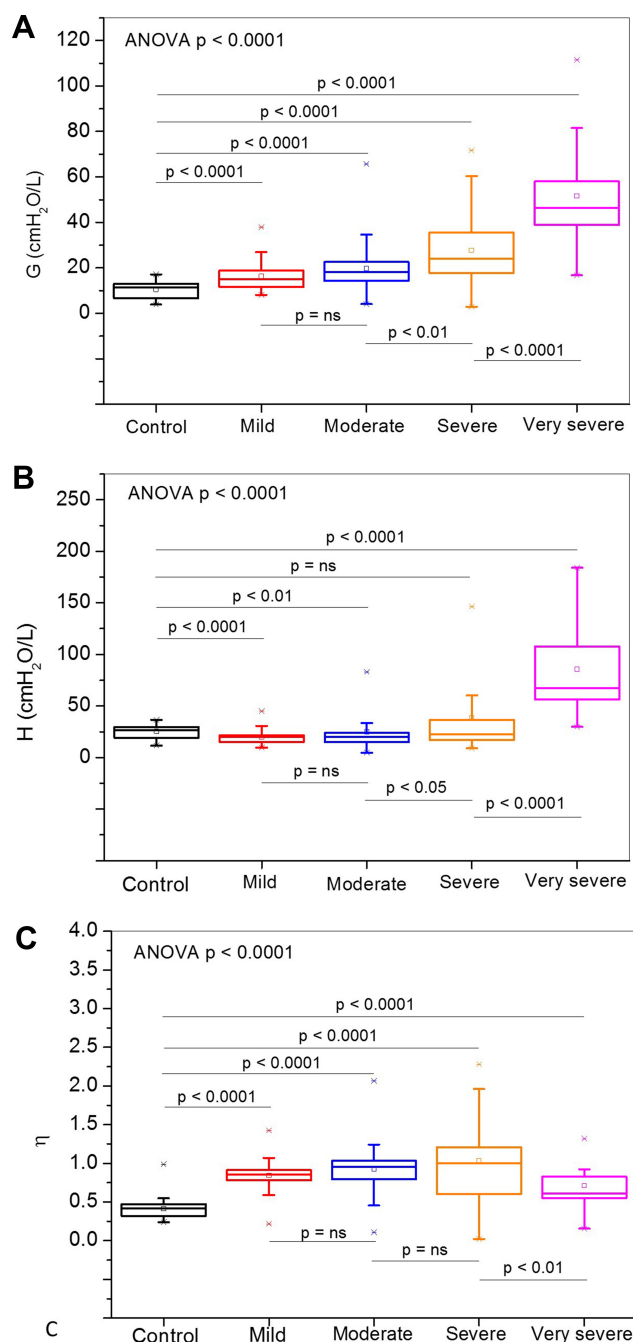 A
ANOVA p < 0.0001
p < 0.0001
p < 0.0001
p < 0.0001
p < 0.0001
G (cmH₂O/L)
120
100
80
60
40
20
0
p = ns
p < 0.01
p < 0.0001
Control Mild Moderate Severe Very severe
B
ANOVA p < 0.0001
p < 0.0001
p = ns
p < 0.01
p < 0.0001
H (cmH₂O/L)
250
200
150
100
50
0
p = ns
p < 0.05
p < 0.0001
Control Mild Moderate Severe Very severe
C
ANOVA p < 0.0001
p < 0.0001
p < 0.0001
p < 0.0001
p < 0.0001
η
4.0
3.5
3.0
2.5
2.0
1.5
1.0
0.5
0.0
p = ns
p = ns
p < 0.01
C
Control Mild Moderate Severe Very severe